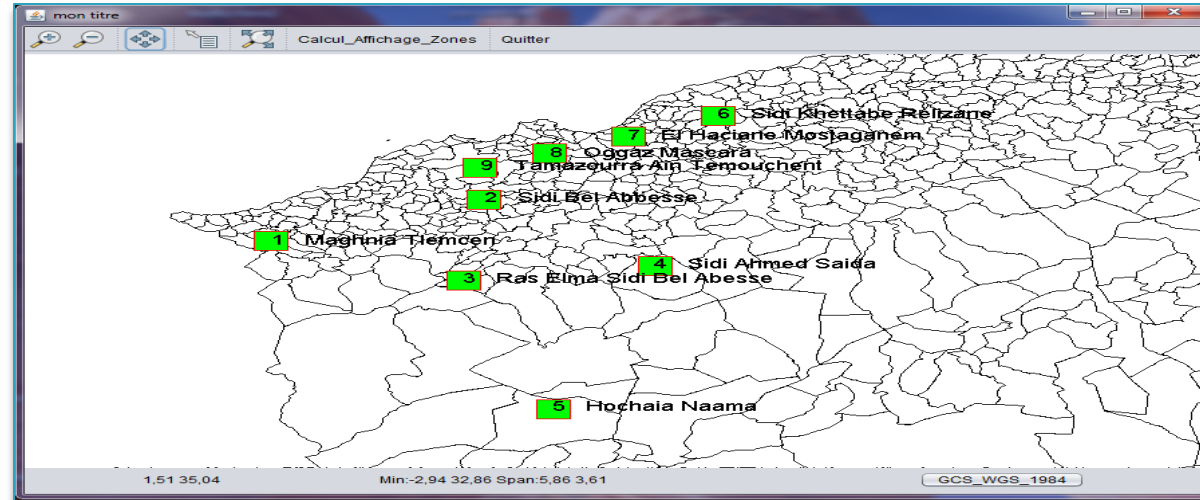 mon titre
Calcul_Affichage_Zones Quitter
6 Sidi Khettabe Relizane
7 El Haciane Mostaganem
8 Oggaz Mascara
9 Tamazourra Ain Temouchent
2 Sidi Bel Abbesse
1 Maghnia Tlemcen
4 Sidi Ahmed Saida
3 Ras Elma Sidi Bel Abesse
5 Hochaia Naama
1,51 35,04 Min:-2,94 32,86 Span:5,86 3,61 GCS_WGS_1984